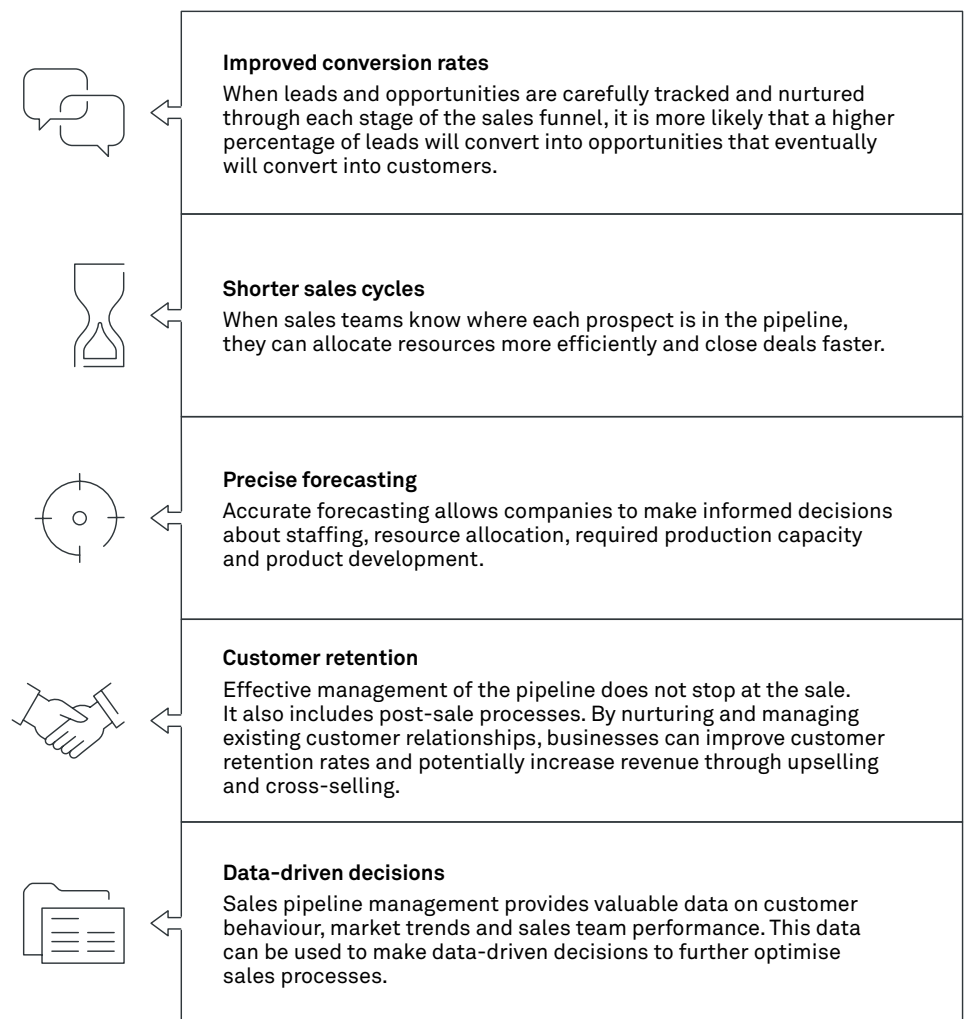 Improved conversion rates
When leads and opportunities are carefully tracked and nurtured
through each stage of the sales funnel, it is more likely that a higher
percentage of leads will convert into opportunities that eventually
will convert into customers.
Shorter sales cycles
When sales teams know where each prospect is in the pipeline,
they can allocate resources more efficiently and close deals faster.
Precise forecasting
Accurate forecasting allows companies to make informed decisions
about staffing, resource allocation, required production capacity
and product development.
Customer retention
Effective management of the pipeline does not stop at the sale.
It also includes post-sale processes. By nurturing and managing
existing customer relationships, businesses can improve customer
retention rates and potentially increase revenue through upselling
and cross-selling.
Data-driven decisions
Sales pipeline management provides valuable data on customer
behaviour, market trends and sales team performance. This data
can be used to make data-driven decisions to further optimise
sales processes.